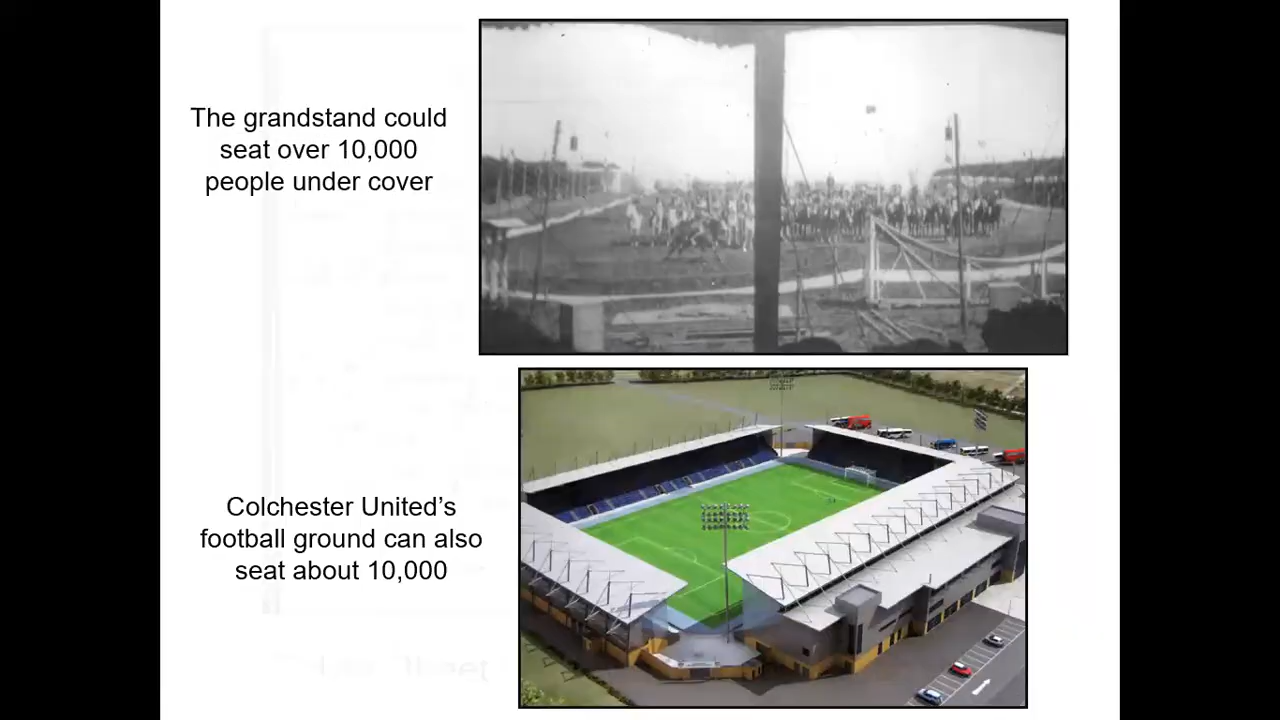 The grandstand could
seat over 10,000
people under cover
Colchester United’s
football ground can also
seat about 10,000